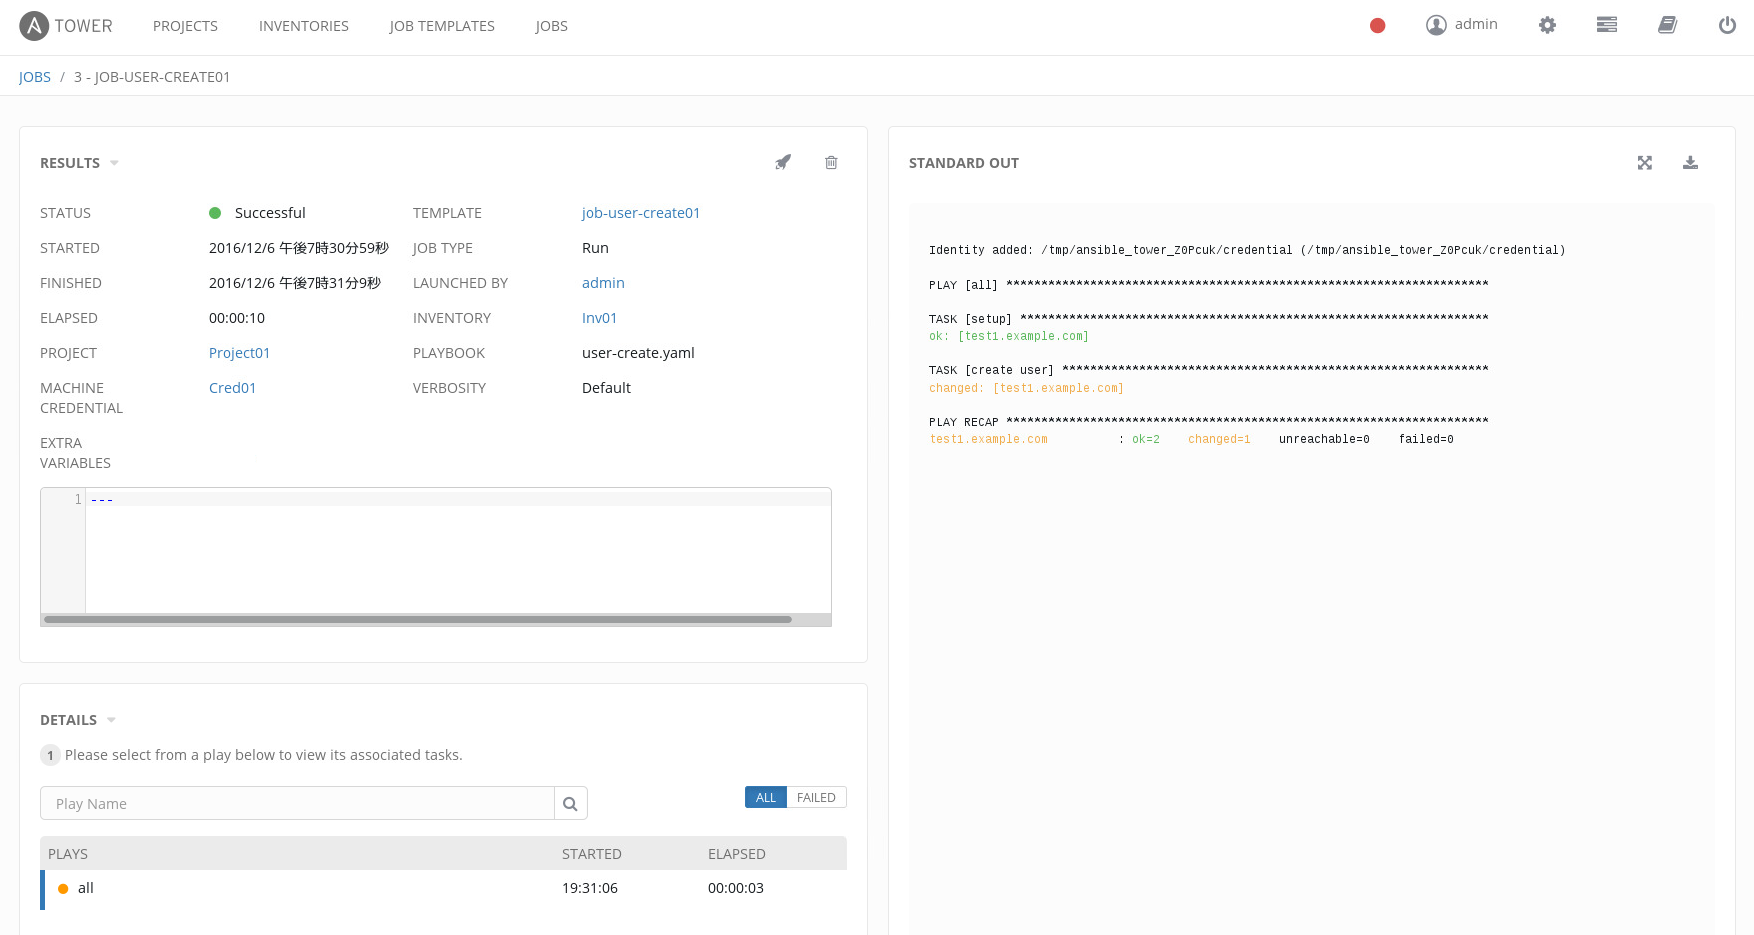 TOWER PROJECTS INVENTORIES JOB TEMPLATES JOBS admin
JOBS / 3 - JOB-USER-CREATE01
RESULTS
STATUS Successful TEMPLATE job-user-create01
STARTED 2016/12/6 午後7時30分59秒 JOB TYPE Run
FINISHED 2016/12/6 午後7時31分9秒 LAUNCHED BY admin
ELAPSED 00:00:10 INVENTORY Inv01
PROJECT Project01 PLAYBOOK user-create.yaml
MACHINE CREDENTIAL Cred01 VERBOSITY Default
EXTRA VARIABLES
1 ---
DETAILS
1 Please select from a play below to view its associated tasks.
Play Name ALL FAILED
PLAYS STARTED ELAPSED
all 19:31:06 00:00:03
STANDARD OUT
Identity added: /tmp/ansible_tower_Z0Pcuk/credential (/tmp/ansible_tower_Z0Pcuk/credential)
PLAY [all] *********************************************************************
TASK [setup] *******************************************************************
ok: [test1.example.com]
TASK [create user] *************************************************************
changed: [test1.example.com]
PLAY RECAP *********************************************************************
test1.example.com : ok=2 changed=1 unreachable=0 failed=0